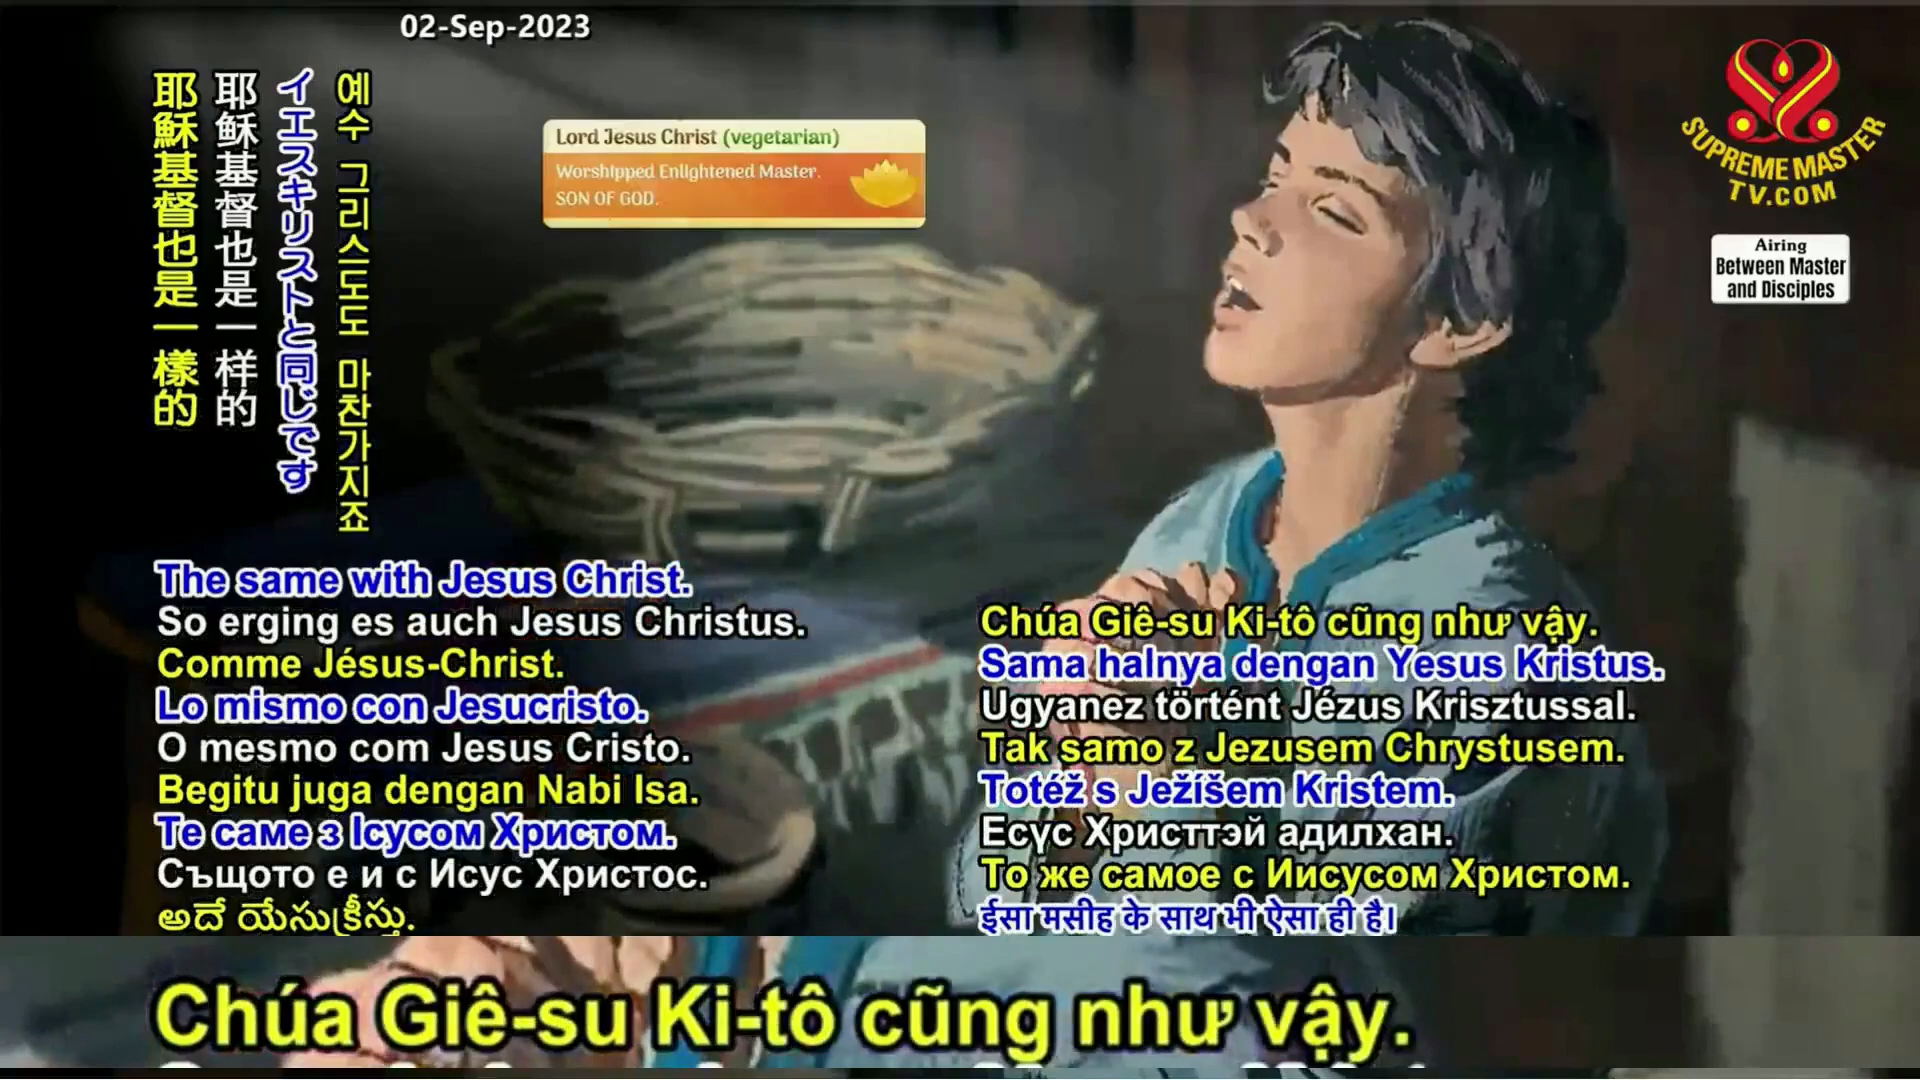 02-Sep-2023
耶穌基督也是一樣的
耶稣基督也是一样的
イエスキリストと同じです
예수 그리스도도 마찬가지죠
Lord Jesus Christ (vegetarian)
Worshipped Enlightened Master.
SON OF GOD.
SUPREME MASTER
TV.COM
Airing
Between Master
and Disciples
The same with Jesus Christ.
So erging es auch Jesus Christus.
Comme Jésus-Christ.
Lo mismo con Jesucristo.
O mesmo com Jesus Cristo.
Begitu juga dengan Nabi Isa.
Те саме з Ісусом Христом.
Същото е и с Исус Христос.
అదే యేసుక్రీస్తు.
Chúa Giê-su Ki-tô cũng như vậy.
Sama halnya dengan Yesus Kristus.
Ugyanez történt Jézus Krisztussal.
Tak samo z Jezusem Chrystusem.
Totéž s Ježíšem Kristem.
Есүс Христтэй адилхан.
То же самое с Иисусом Христом.
ईसा मसीह के साथ भी ऐसा ही है।
Chúa Giê-su Ki-tô cũng như vậy.